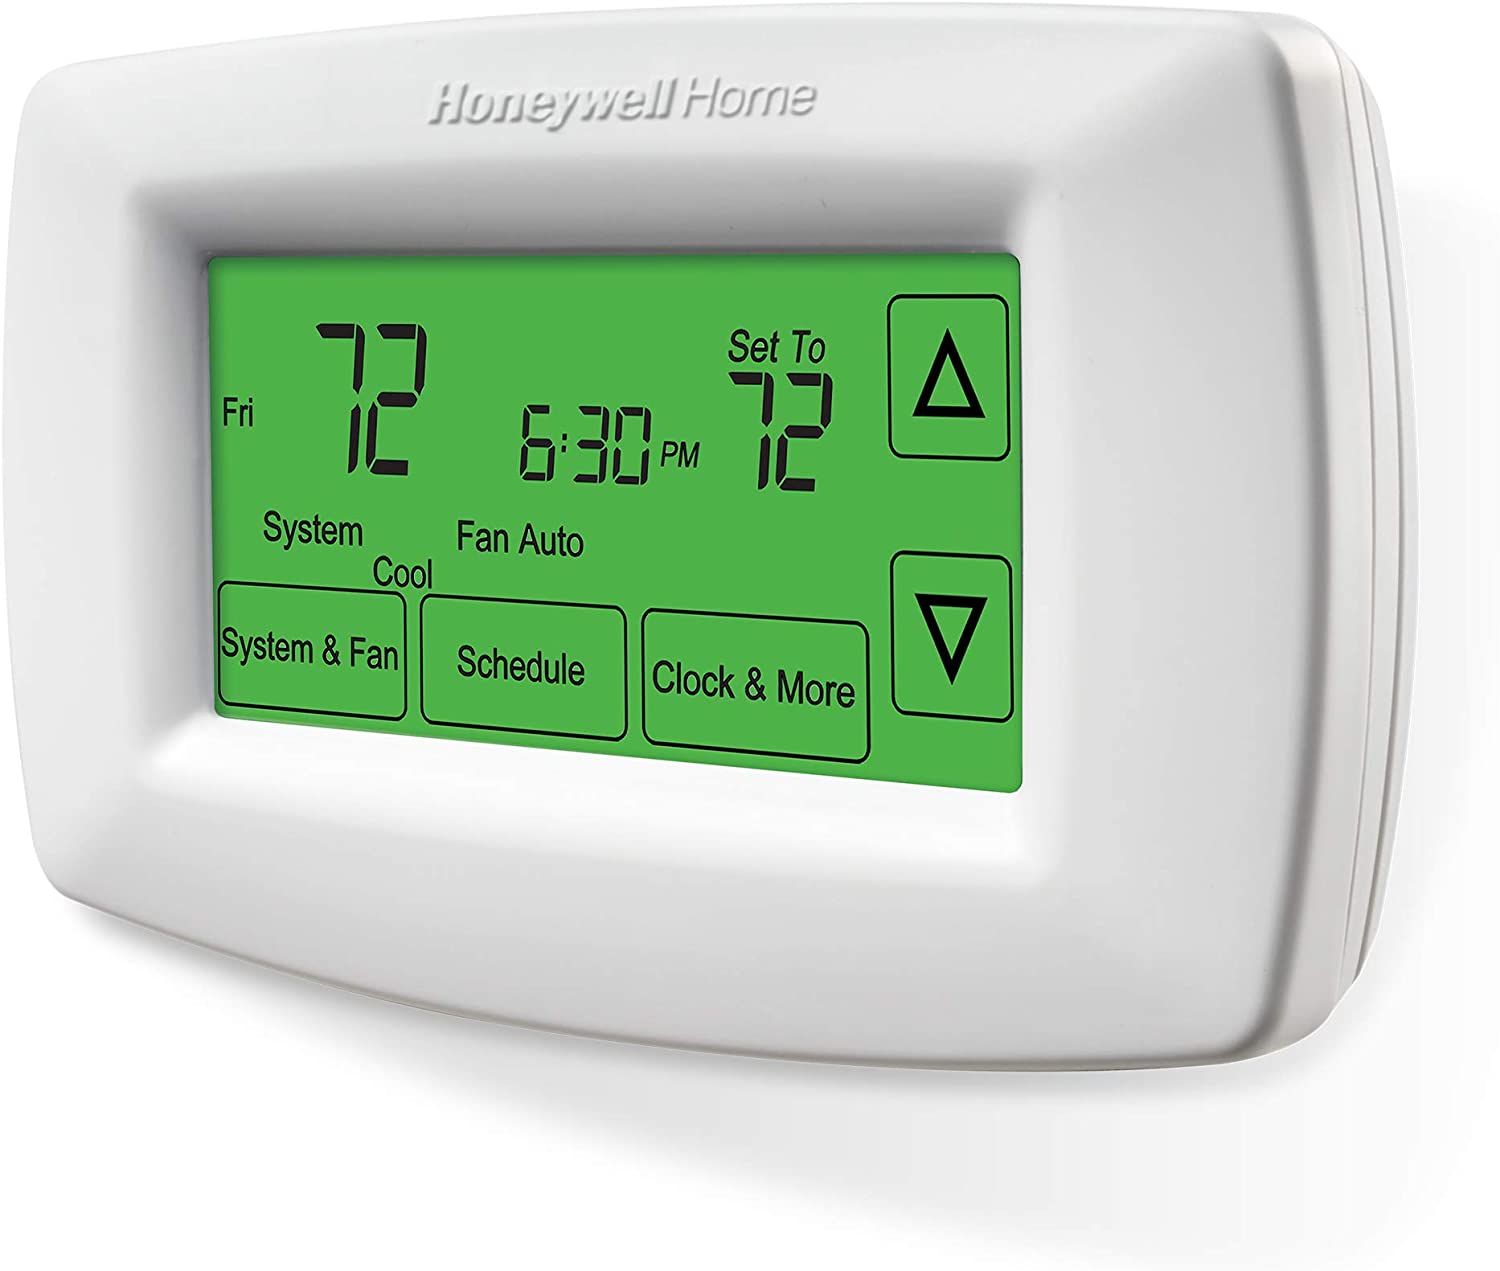 Honeywell Home
Fri
72
6:30 PM
Set To
72
System
Cool
Fan Auto
System & Fan
Schedule
Clock & More